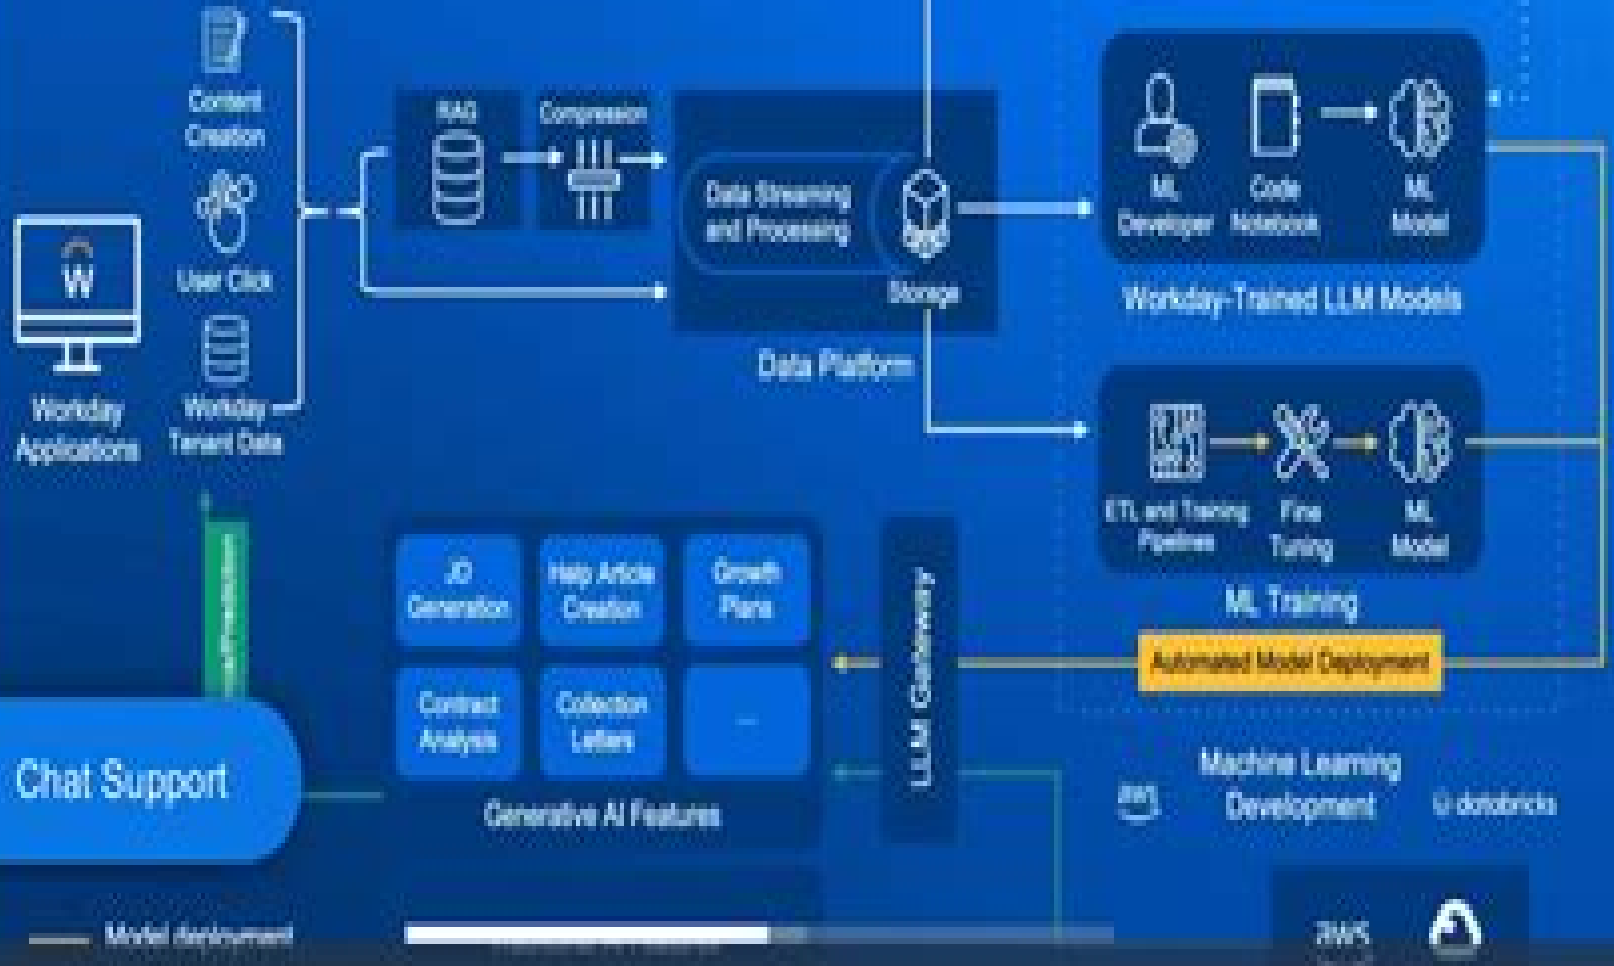 Content
Creation
User Click
W
Workday
Applications
Workday
Tenant Data
RAG
Compression
Data Streaming
and Processing
Storage
Data Platform
ML
Developer
Code
Notebook
ML
Model
Workday-Trained LLM Models
ETL and Training
Pipelines
Fine
Tuning
ML
Model
ML Training
Automated Model Deployment
JD
Generation
Help Article
Creation
Growth
Plans
Contract
Analysis
Collection
Letters
...
Generative AI Features
LLM Gateway
Chat Support
Machine Learning
Development
aws
databricks
Model deployment
aws